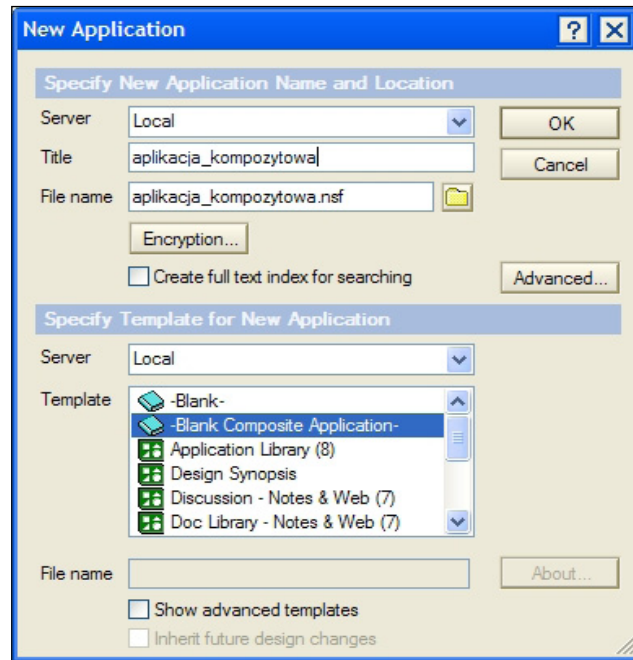 New Application
Specify New Application Name and Location
Server Local OK
Title aplikacja_kompozytowa Cancel
File name aplikacja_kompozytowa.nsf
Encryption...
Create full text index for searching Advanced...
Specify Template for New Application
Server Local
Template -Blank-
-Blank Composite Application-
Application Library (8)
Design Synopsis
Discussion - Notes & Web (7)
Doc Library - Notes & Web (7)
File name About...
Show advanced templates
Inherit future design changes